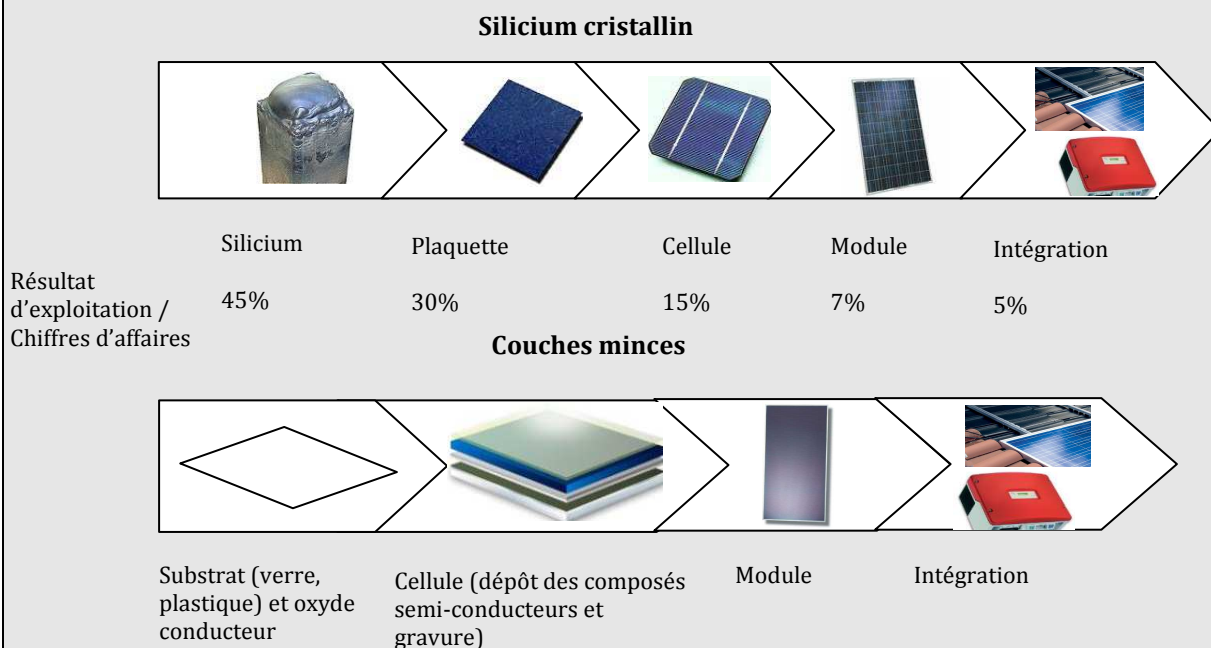 Silicium cristallin
Silicium
Plaquette
Cellule
Module
Intégration
Résultat
d'exploitation /
Chiffres d'affaires
45%
30%
15%
7%
5%
Couches minces
Substrat (verre,
plastique) et oxyde
conducteur
Cellule (dépôt des composés
semi-conducteurs et
gravure)
Module
Intégration